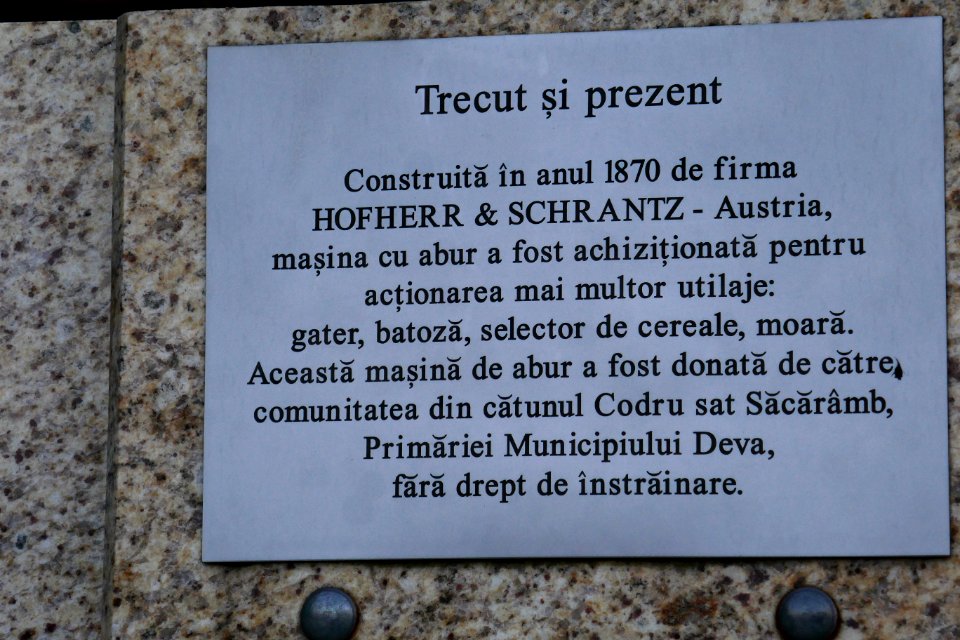 Trecut și prezent
Construită în anul 1870 de firma
HOFHERR & SCHRANTZ - Austria,
mașina cu abur a fost achiziționată pentru
acționarea mai multor utilaje:
gater, batoză, selector de cereale, moară.
Această mașină de abur a fost donată de către
comunitatea din cătunul Codru sat Săcărâmb,
Primăriei Municipiului Deva,
fără drept de înstrăinare.